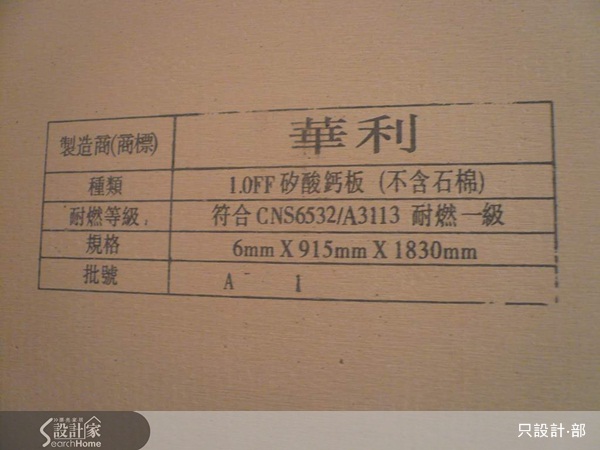 製造商(商標) 華利
種類 1.0FF 矽酸鈣板 (不含石棉)
耐燃等級 符合 CNS6532/A3113 耐燃一級
規格 6mm X 915mm X 1830mm
批號 A 1
設計家
SearchHome
只設計·部